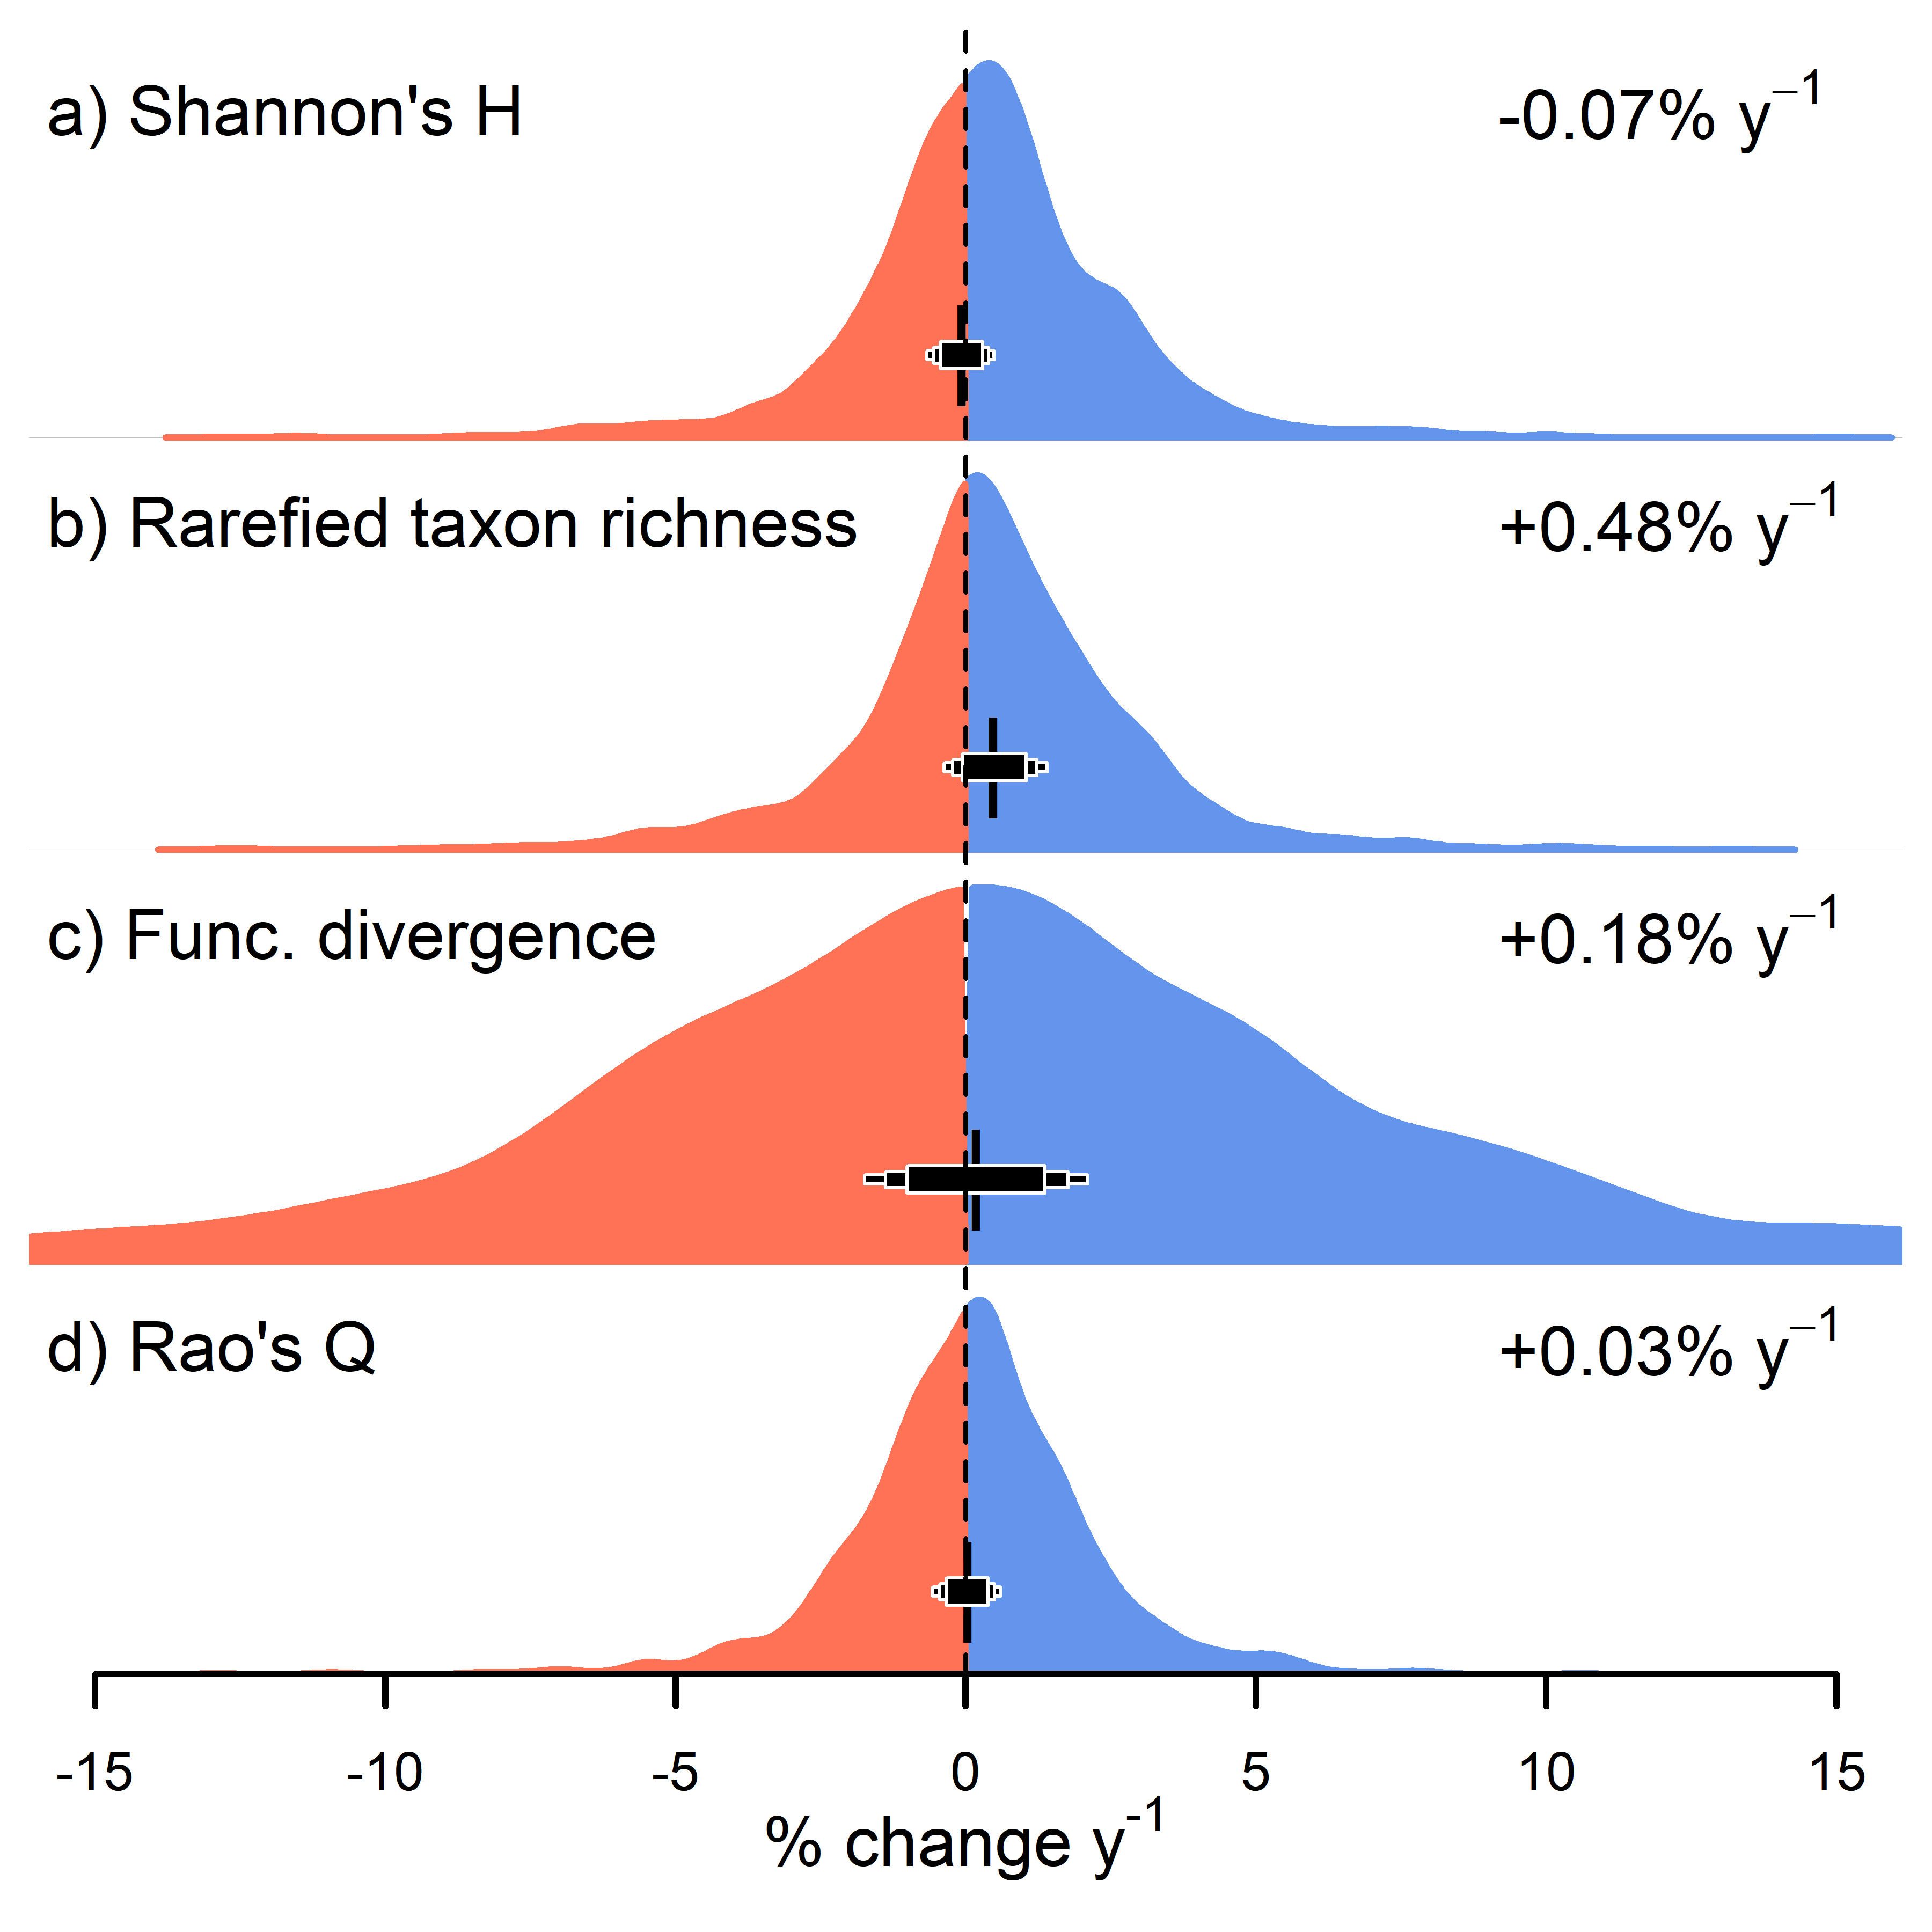 a) Shannon's H -0.07% y⁻¹
b) Rarefied taxon richness +0.48% y⁻¹
c) Func. divergence +0.18% y⁻¹
d) Rao's Q +0.03% y⁻¹
-15 -10 -5 0 5 10 15
% change y⁻¹